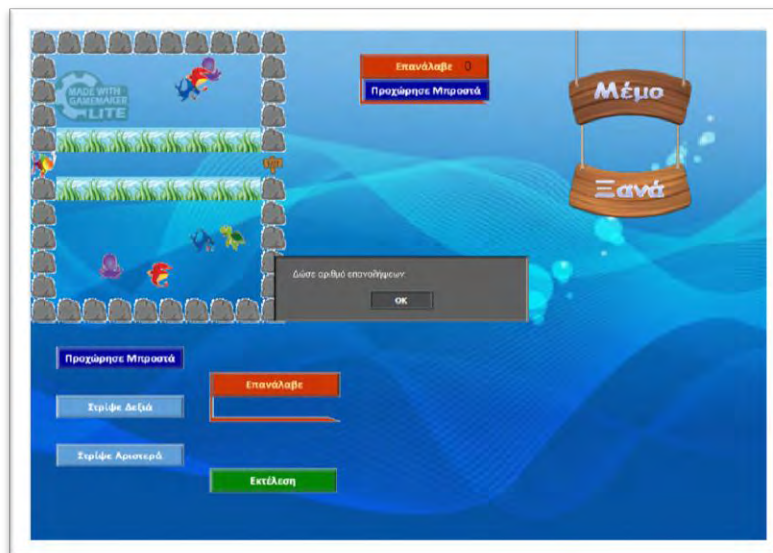 MADE WITH
GAMEMAKER
LITE
Επανάλαβε 0
Προχώρησε Μπροστά
Μέμο
Ξανά
Δώσε αριθμό επαναλήψεων:
OK
Προχώρησε Μπροστά
Επανάλαβε
Στρίψε Δεξιά
Στρίψε Αριστερά
Εκτέλεση